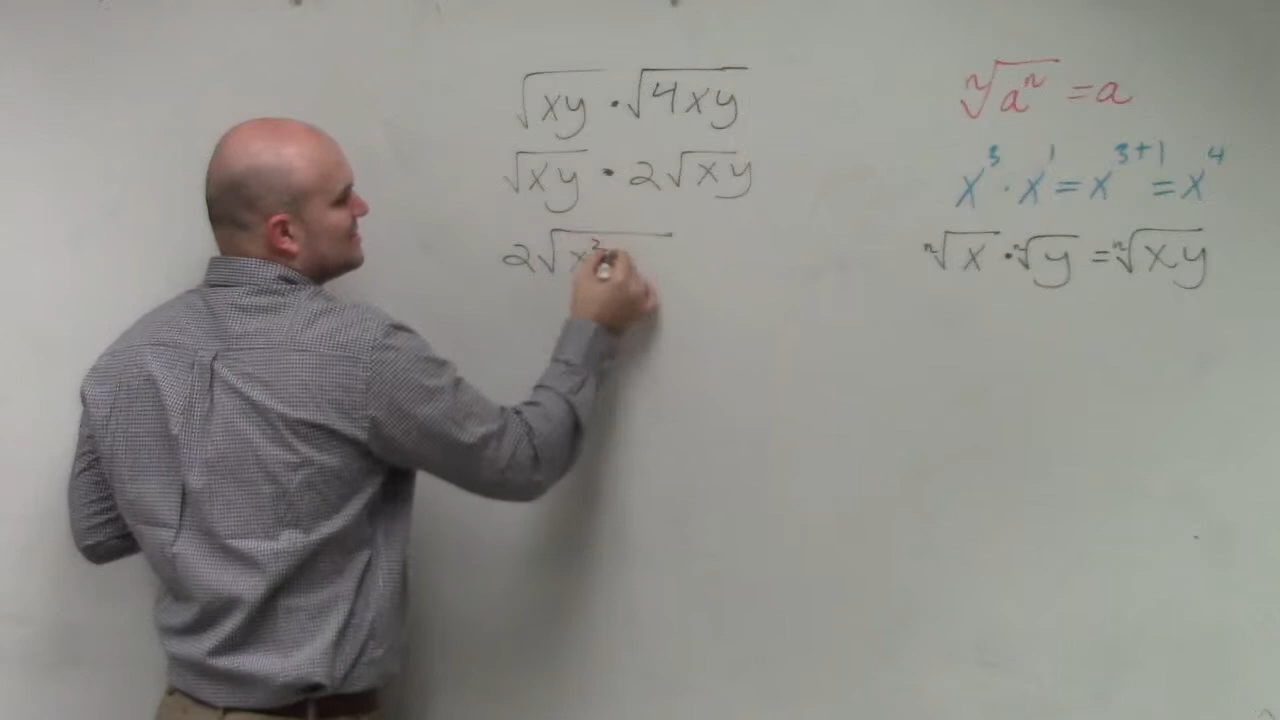 √xy · √4xy
√xy · 2√xy
2√x²
ⁿ√aⁿ = a
x³ · x¹ = x³⁺¹ = x⁴
ⁿ√x · ⁿ√y = ⁿ√xy